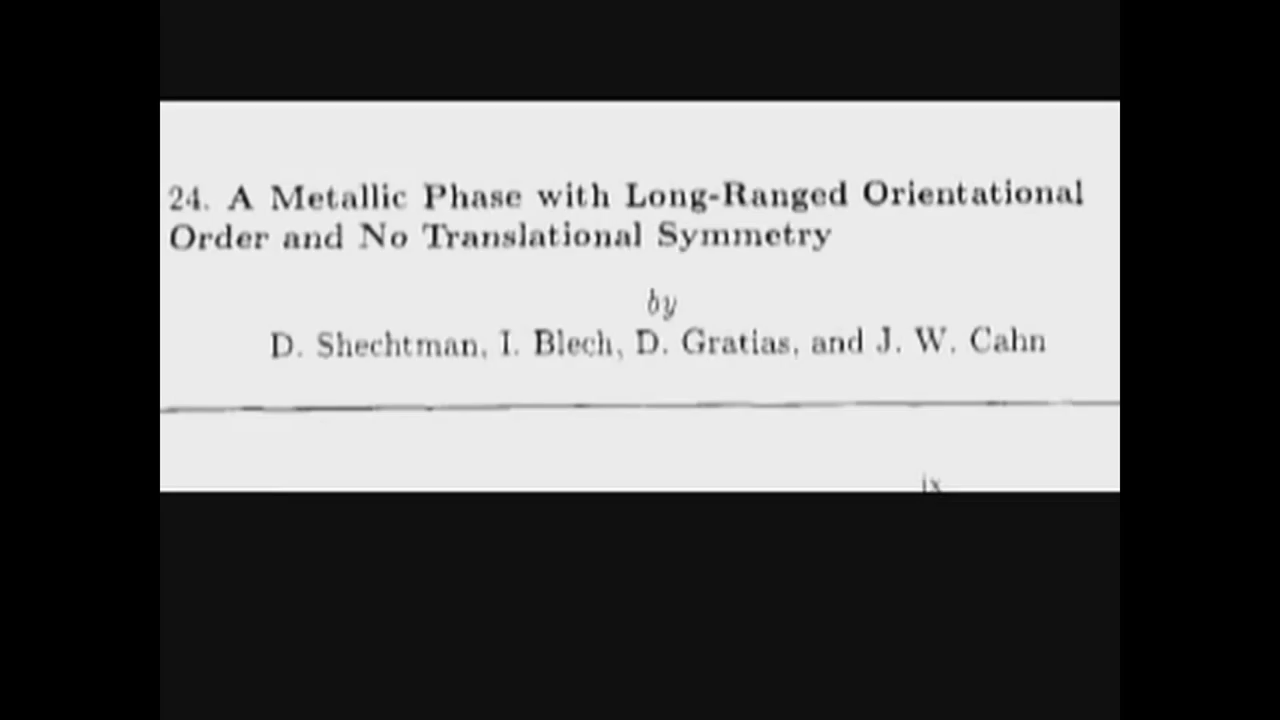 24. A Metallic Phase with Long-Ranged Orientational
Order and No Translational Symmetry
by
D. Shechtman, I. Blech, D. Gratias, and J. W. Cahn
ix